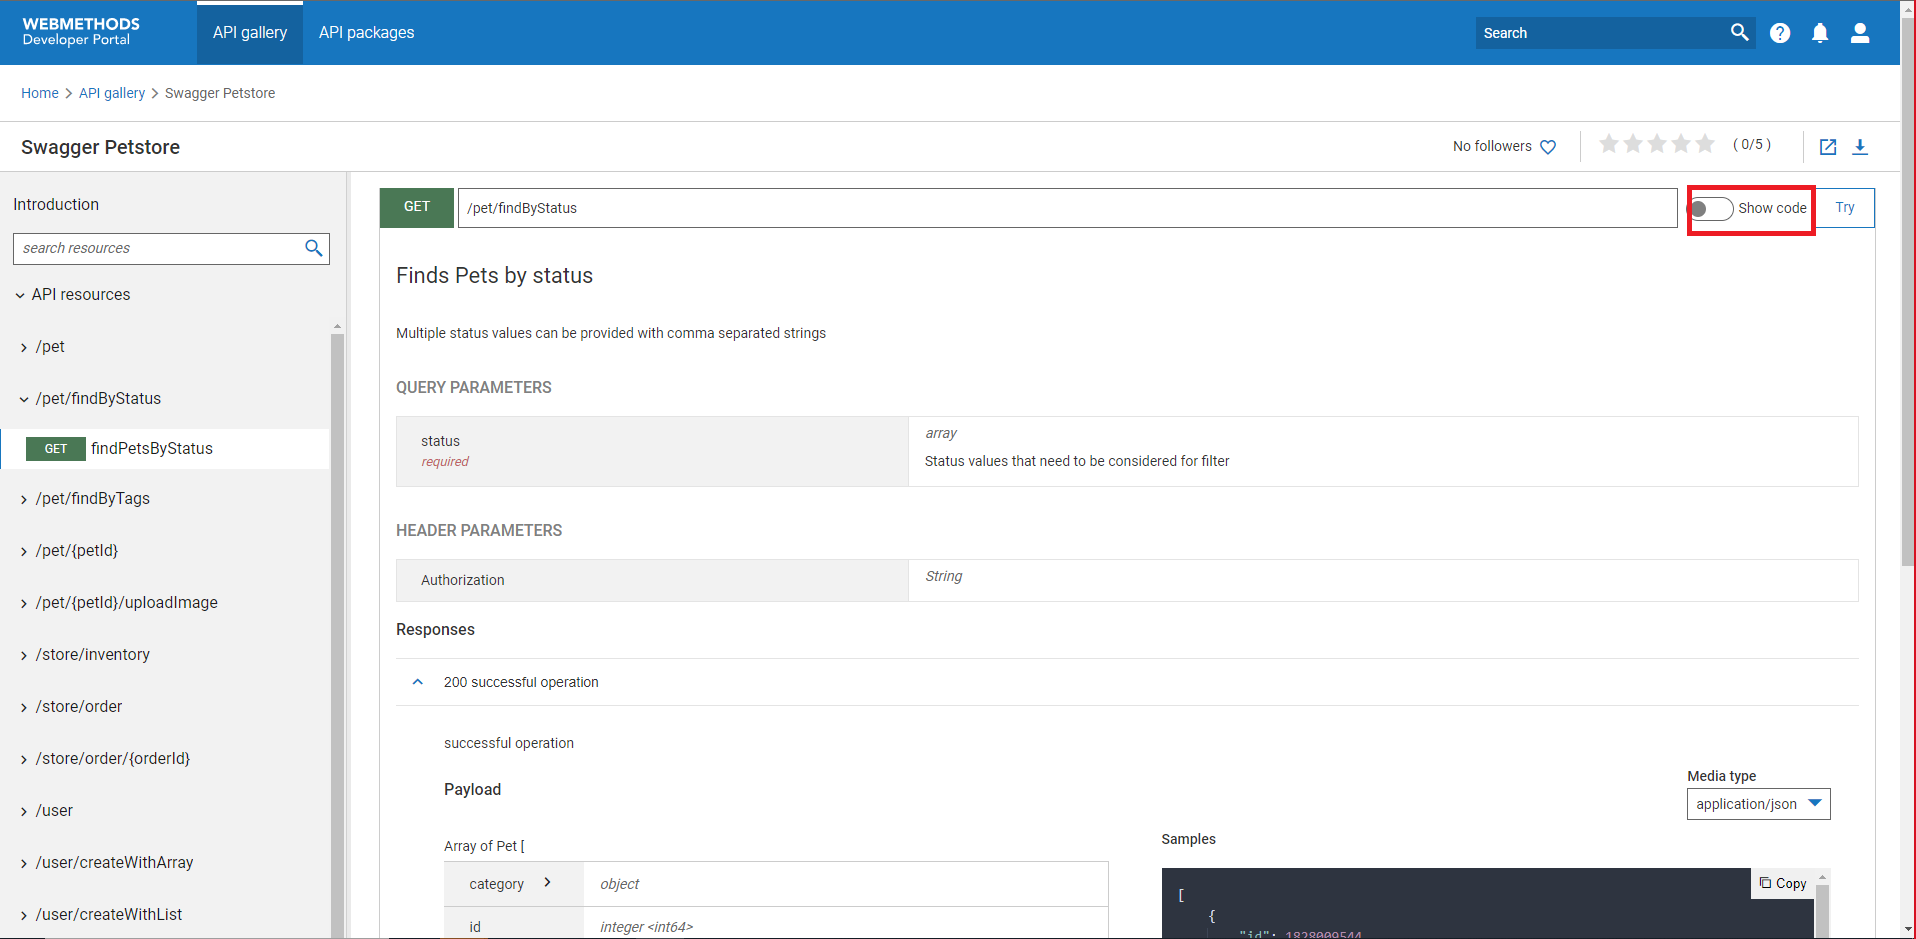 WEBMETHODS
Developer Portal
API gallery
API packages
Search
Home > API gallery > Swagger Petstore
Swagger Petstore
No followers
( 0/5 )
Introduction
search resources
API resources
/pet
/pet/findByStatus
GET findPetsByStatus
/pet/findByTags
/pet/{petId}
/pet/{petId}/uploadImage
/store/inventory
/store/order
/store/order/{orderId}
/user
/user/createWithArray
/user/createWithList
GET /pet/findByStatus
Show code
Try
Finds Pets by status
Multiple status values can be provided with comma separated strings
QUERY PARAMETERS
status
required
array
Status values that need to be considered for filter
HEADER PARAMETERS
Authorization
String
Responses
200 successful operation
successful operation
Payload
Media type
application/json
Array of Pet [
category > object
id integer <int64>
Samples
Copy
[
{
"id": 1828009544